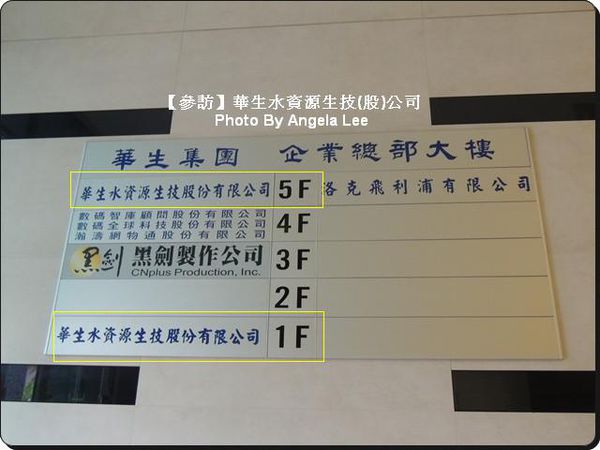 【參訪】華生水資源生技(股)公司
Photo By Angela Lee
華生集團 企業總部大樓
華生水資源生技股份有限公司 5F 洛克飛利浦有限公司
數碼智庫顧問股份有限公司
數碼全球科技股份有限公司 4F
瀚濤網物通股份有限公司
黑劍 黑劍製作公司 3F
CNplus Production, Inc.
2F
華生水資源生技股份有限公司 1F